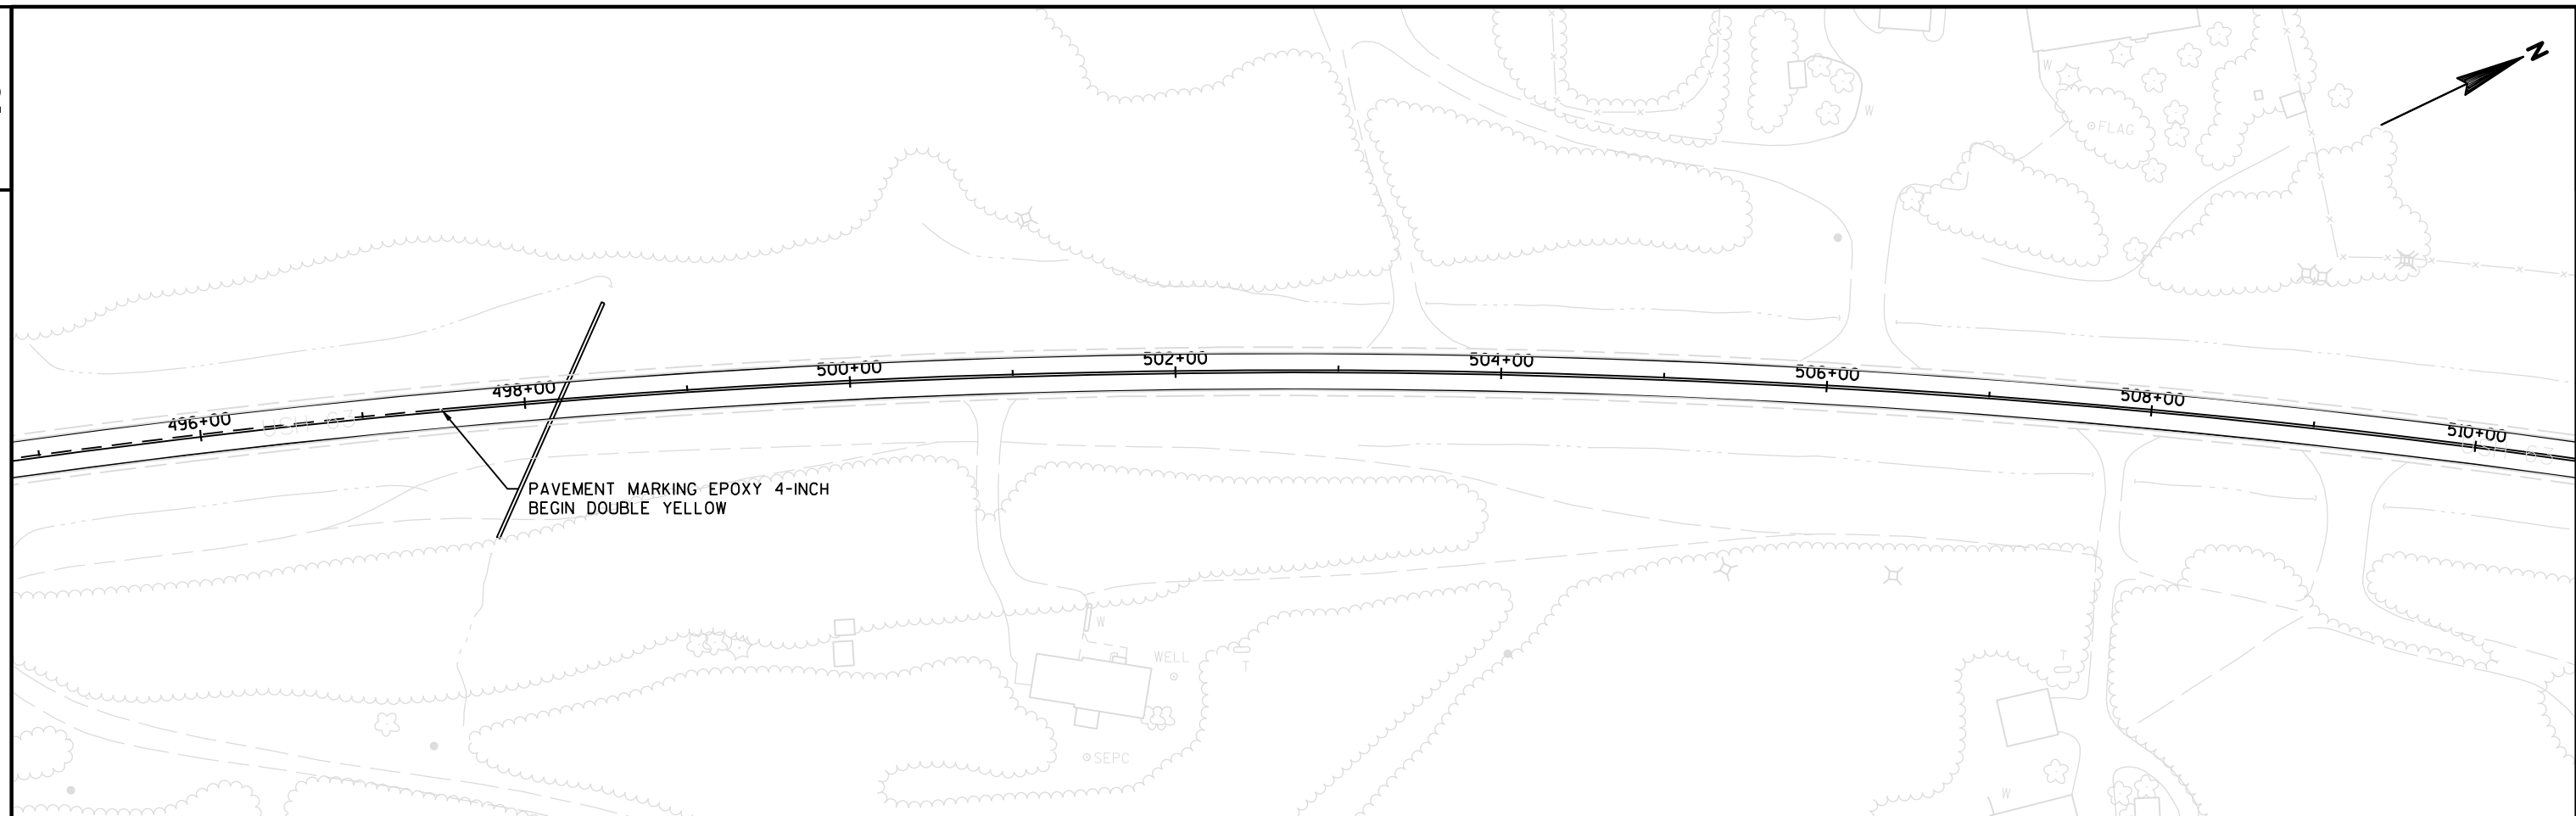 N
W
W
FLAG
502+00
504+00
500+00
506+00
498+00
508+00
496+00
510+00
PAVEMENT MARKING EPOXY 4-INCH
BEGIN DOUBLE YELLOW
W
WELL
T
T
SEPC
W